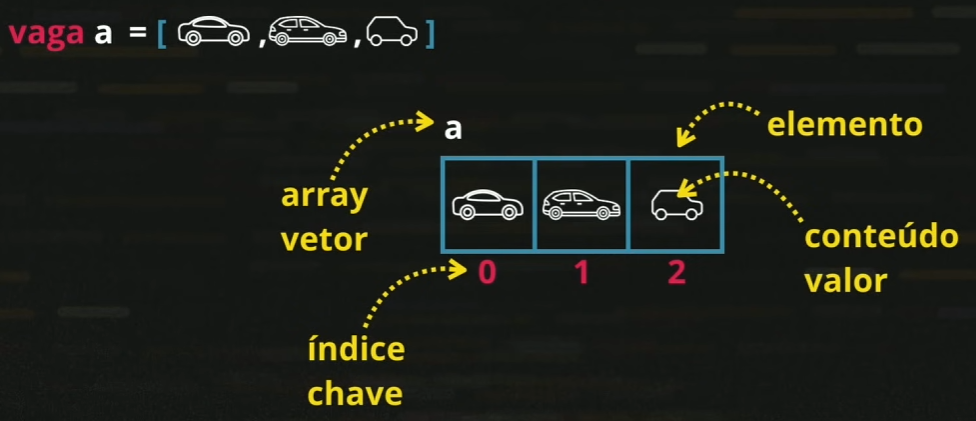 vaga a = [ , , ]
a
elemento
array
vetor
conteúdo
valor
0 1 2
índice
chave